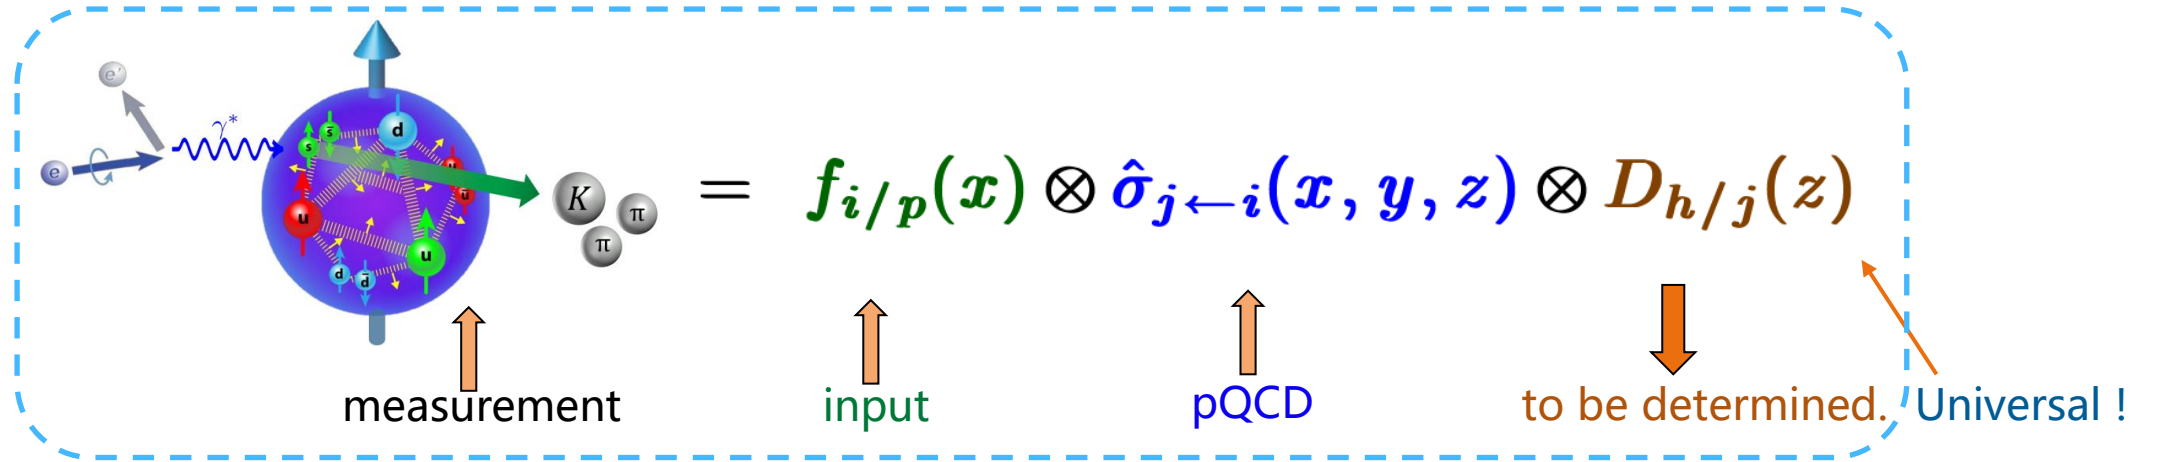 e'
e
γ*
s
s̄
d
u
ū
u
u
d
d̄
K
π
π
= f_{i/p}(x) ⊗ σ̂_{j←i}(x, y, z) ⊗ D_{h/j}(z)
measurement
input
pQCD
to be determined.
Universal !